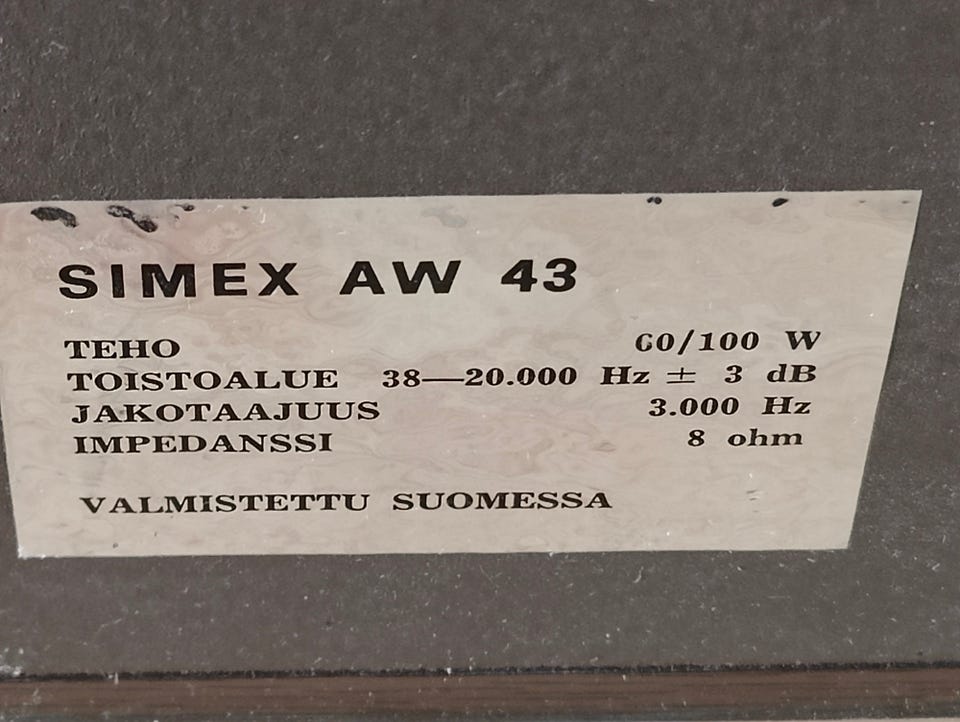 SIMEX AW 43
TEHO 60/100 W
TOISTOALUE 38—20.000 Hz ± 3 dB
JAKOTAAJUUS 3.000 Hz
IMPEDANSSI 8 ohm
VALMISTETTU SUOMESSA